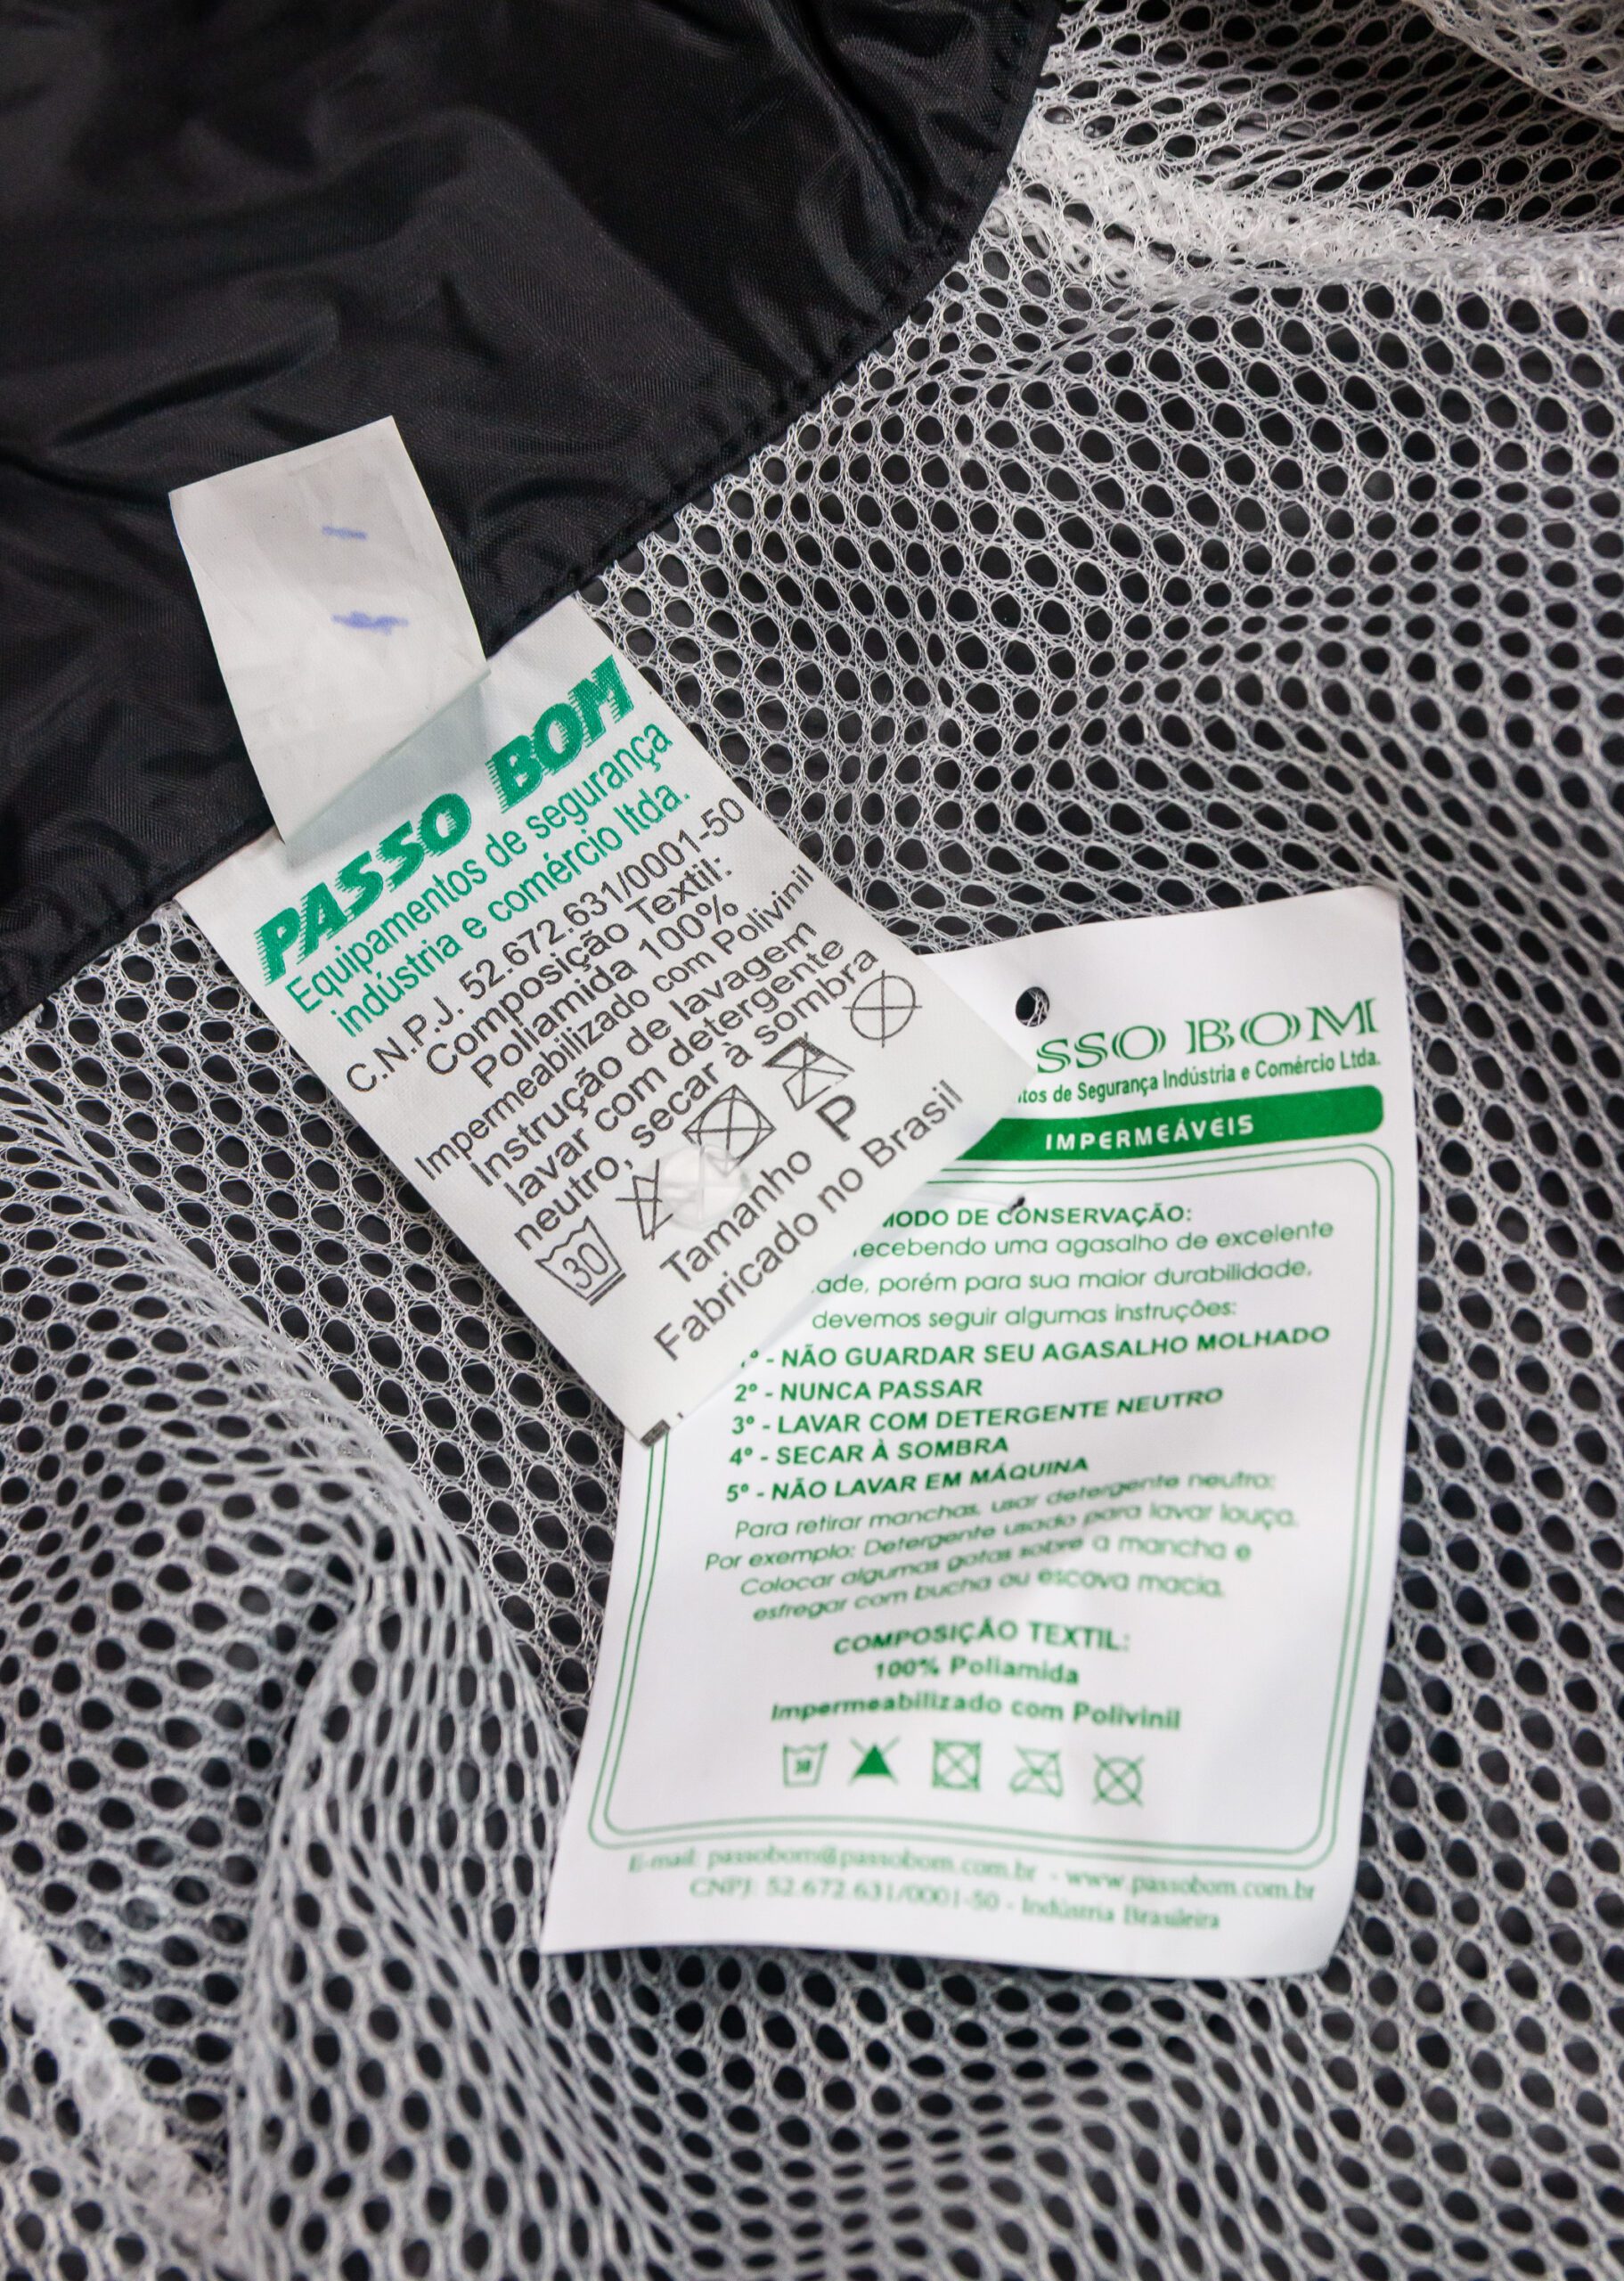 PASSO BOM
Equipamentos de segurança
indústria e comércio ltda.
C.N.P.J. 52.672.631/0001-50
Composição Textil:
Poliamida 100%
Impermeabilizado com Polivinil
Instrução de lavagem
lavar com detergente
neutro, secar à sombra
30
Tamanho P
Fabricado no Brasil
SSO BOM
tos de Segurança Indústria e Comércio Ltda.
IMPERMEÁVEIS
MODO DE CONSERVAÇÃO:
ecebendo uma agasalho de excelente
ade, porém para sua maior durabilidade,
devemos seguir algumas instruções:
1º - NÃO GUARDAR SEU AGASALHO MOLHADO
2º - NUNCA PASSAR
3º - LAVAR COM DETERGENTE NEUTRO
4º - SECAR À SOMBRA
5º - NÃO LAVAR EM MÁQUINA
Para retirar manchas, usar detergente neutro:
Por exemplo: Detergente usado para lavar louça.
Colocar algumas gotas sobre a mancha e
esfregar com bucha ou escova macia.
COMPOSIÇÃO TEXTIL:
100% Poliamida
Impermeabilizado com Polivinil
30
E-mail: passobom@passobom.com.br - www.passobom.com.br
CNPJ: 52.672.631/0001-50 - Indústria Brasileira